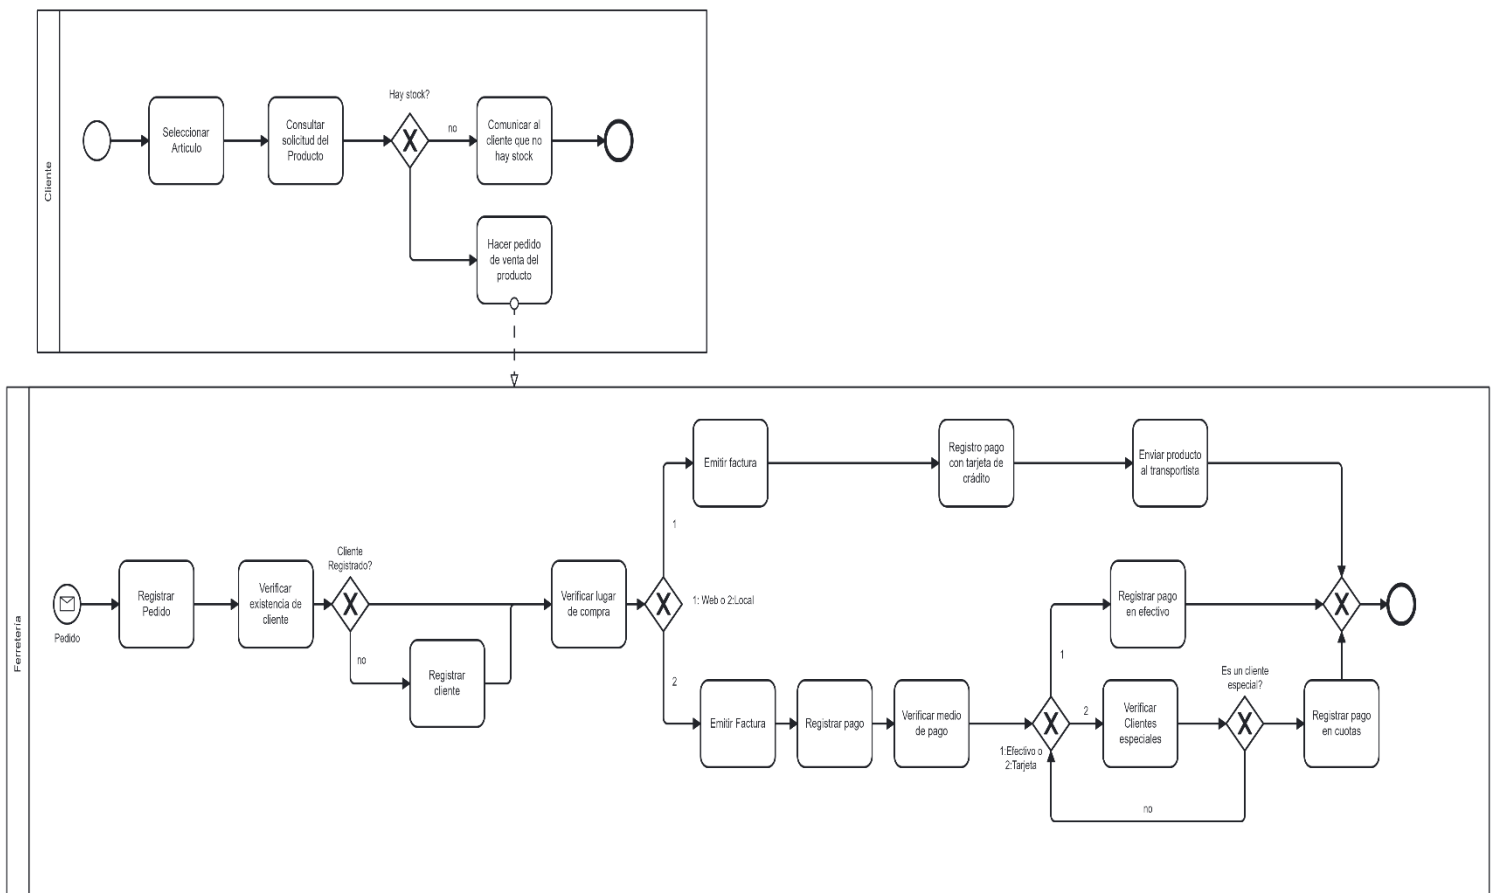 Cliente
Seleccionar
Articulo
Consultar
solicitud del
Producto
Hay stock?
no
Comunicar al
cliente que no
hay stock
Hacer pedido
de venta del
producto
Ferretería
Pedido
Registrar
Pedido
Verificar
existencia de
cliente
Cliente
Registrado?
no
Registrar
cliente
Verificar lugar
de compra
1: Web o 2:Local
1
Emitir factura
Registro pago
con tarjeta de
crádito
Enviar producto
al transportista
2
Emitir Factura
Registrar pago
Verificar medio
de pago
1:Efectivo o
2:Tarjeta
1
Registrar pago
en efectivo
2
Verificar
Clientes
especiales
Es un cliente
especial?
no
Registrar pago
en cuotas